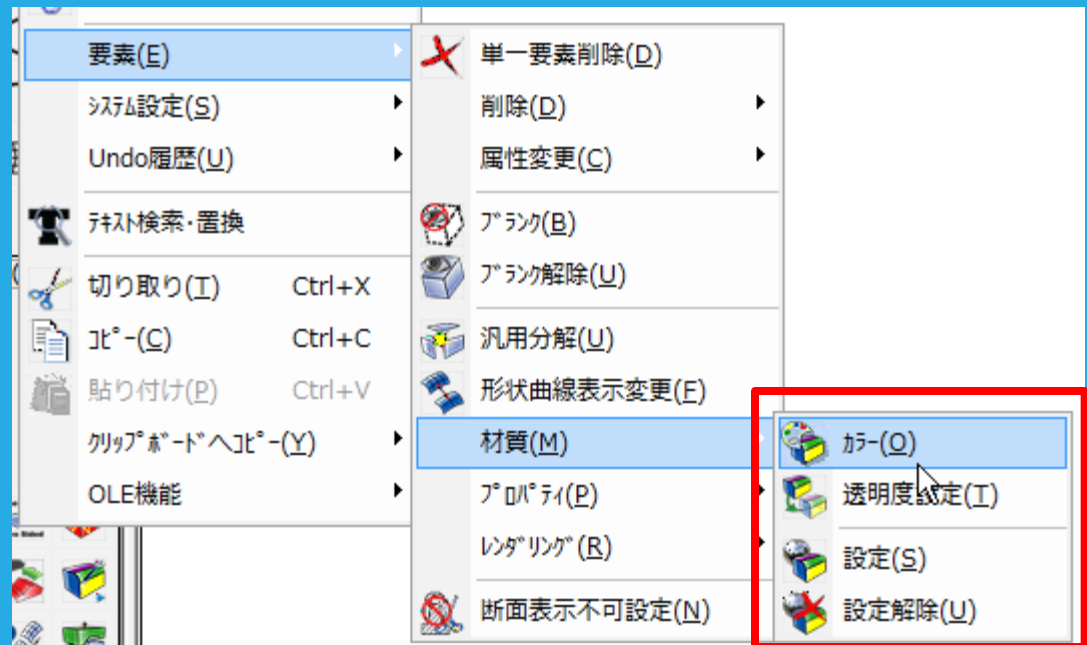 要素(E)
ｼｽﾃﾑ設定(S)
Undo履歴(U)
ﾃｷｽﾄ検索･置換
切り取り(T) Ctrl+X
ｺﾋﾟｰ(C) Ctrl+C
貼り付け(P) Ctrl+V
ｸﾘｯﾌﾟﾎﾞｰﾄﾞへｺﾋﾟｰ(Y)
OLE機能
単一要素削除(D)
削除(D)
属性変更(C)
ﾌﾞﾗﾝｸ(B)
ﾌﾞﾗﾝｸ解除(U)
汎用分解(U)
形状曲線表示変更(F)
材質(M)
ﾌﾟﾛﾊﾟﾃｨ(P)
ﾚﾝﾀﾞﾘﾝｸﾞ(R)
断面表示不可設定(N)
ｶﾗｰ(O)
透明度設定(T)
設定(S)
設定解除(U)